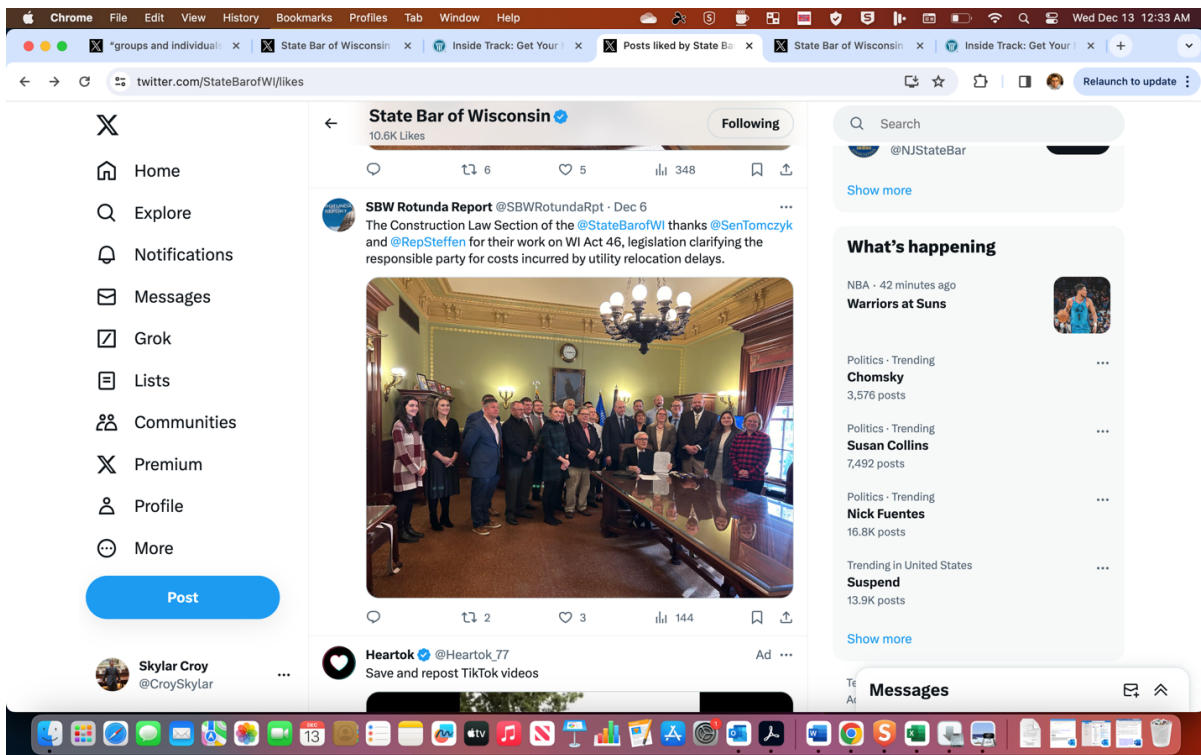 Chrome File Edit View History Bookmarks Profiles Tab Window Help
Wed Dec 13 12:33 AM
"groups and individuals
State Bar of Wisconsin
Inside Track: Get Your
Posts liked by State Ba
State Bar of Wisconsin
Inside Track: Get Your
twitter.com/StateBarofWI/likes
Relaunch to update
Home
Explore
Notifications
Messages
Grok
Lists
Communities
Premium
Profile
More
Post
Skylar Croy
@CroySkylar
State Bar of Wisconsin
10.6K Likes
Following
6 5 348
SBW Rotunda Report @SBWRotundaRpt · Dec 6
The Construction Law Section of the @StateBarofWI thanks @SenTomczyk
and @RepSteffen for their work on WI Act 46, legislation clarifying the
responsible party for costs incurred by utility relocation delays.
2 3 144
Heartok @Heartok_77
Ad
Save and repost TikTok videos
Search
@NJStateBar
Show more
What's happening
NBA · 42 minutes ago
Warriors at Suns
Politics · Trending
Chomsky
3,576 posts
Politics · Trending
Susan Collins
7,492 posts
Politics · Trending
Nick Fuentes
16.8K posts
Trending in United States
Suspend
13.9K posts
Show more
Messages
DEC
13
tv